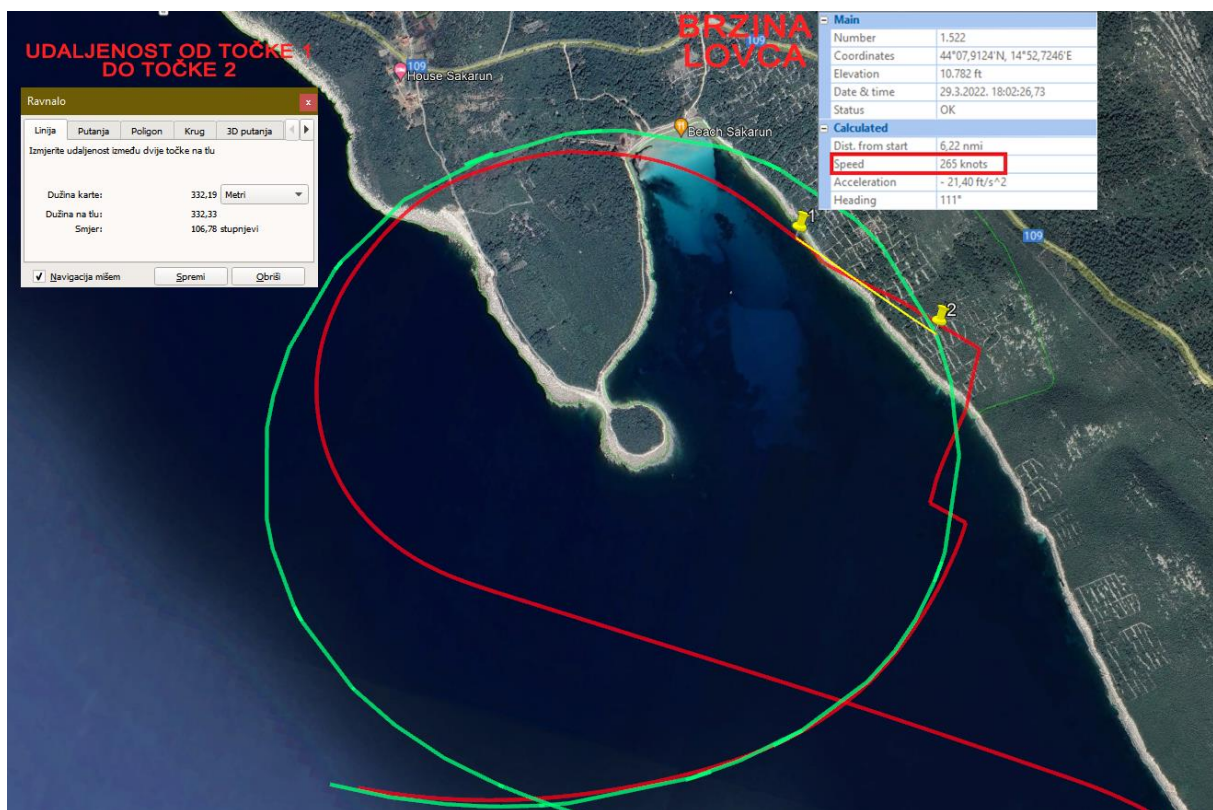 UDALJENOST OD TOČKE 1
DO TOČKE 2
Ravnalo
x
Linija Putanja Poligon Krug 3D putanja
Izmjerite udaljenost između dvije točke na tlu
Dužina karte: 332,19 Metri
Dužina na tlu: 332,33
Smjer: 106,78 stupnjevi
Navigacija mišem Spremi Obriši
109
House Sakarun
BRZINA
LOVCA
109
Beach Sakarun
Main
Number 1.522
Coordinates 44°07,9124'N, 14°52,7246'E
Elevation 10.782 ft
Date & time 29.3.2022. 18:02:26,73
Status OK
Calculated
Dist. from start 6,22 nmi
Speed 265 knots
Acceleration - 21,40 ft/s^2
Heading 111°
1
109
2